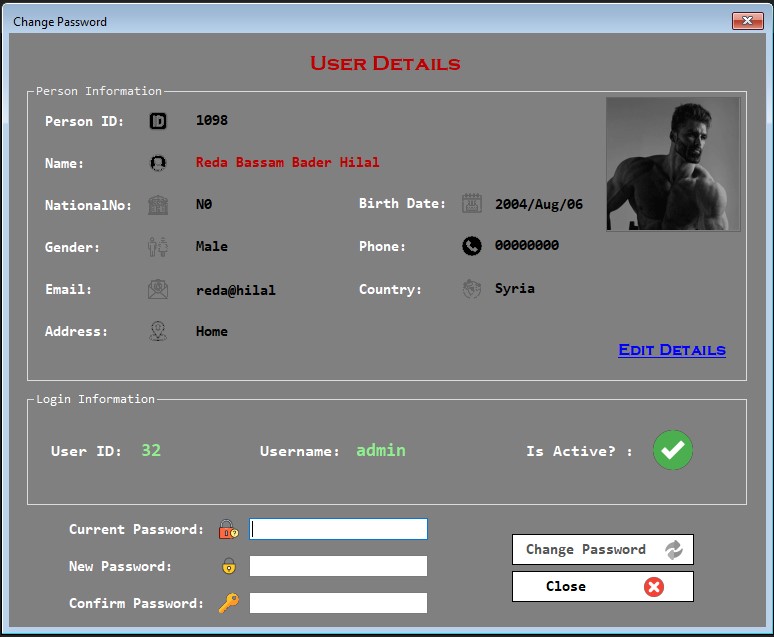 Change Password
User Details
Person Information
Person ID: 1098
Name: Reda Bassam Bader Hilal
NationalNo: N0 Birth Date: 2004/Aug/06
Gender: Male Phone: 00000000
Email: reda@hilal Country: Syria
Address: Home
Edit Details
Login Information
User ID: 32 Username: admin Is Active? :
Current Password:
New Password:
Confirm Password:
Change Password
Close